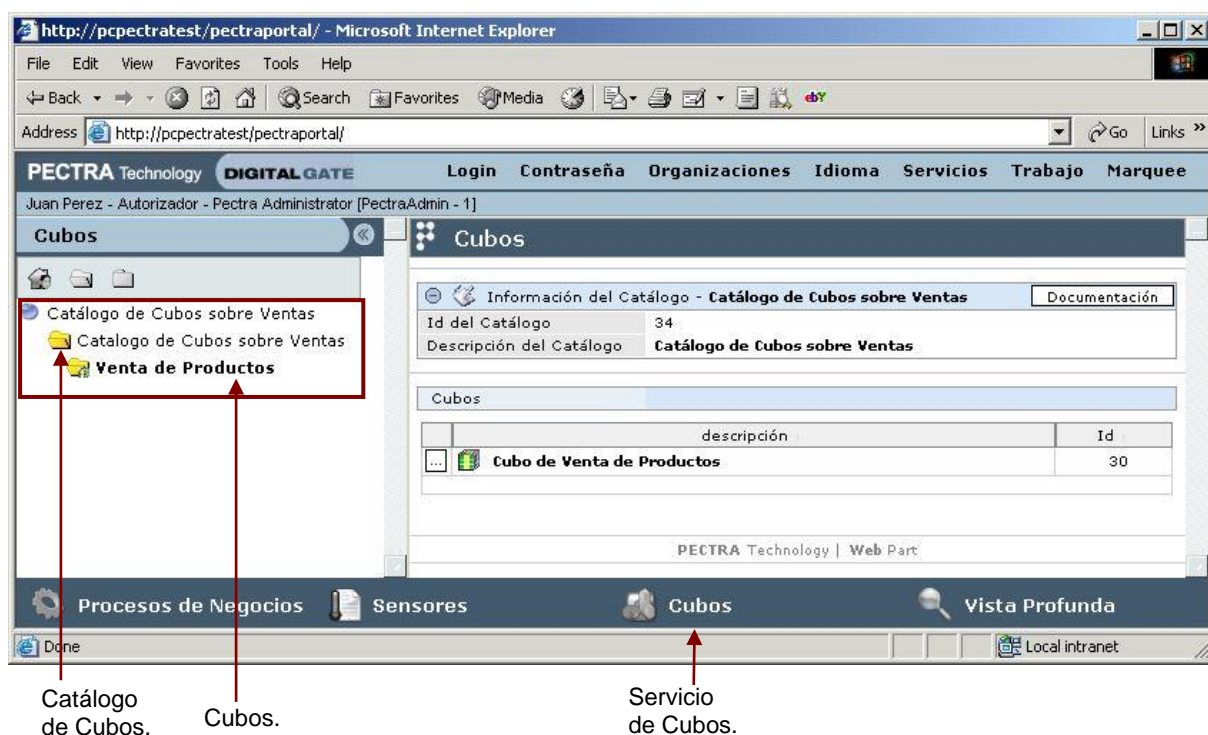 http://pcpectratest/pectraportal/ - Microsoft Internet Explorer
File Edit View Favorites Tools Help
Back Search Favorites Media ebY
Address http://pcpectratest/pectraportal/ Go Links »
PECTRA Technology DIGITALGATE Login Contraseña Organizaciones Idioma Servicios Trabajo Marquee
Juan Perez - Autorizador - Pectra Administrator [PectraAdmin - 1]
Cubos
Cubos
Catálogo de Cubos sobre Ventas
Catalogo de Cubos sobre Ventas
Venta de Productos
Información del Catálogo - Catálogo de Cubos sobre Ventas Documentación
Id del Catálogo 34
Descripción del Catálogo Catálogo de Cubos sobre Ventas
Cubos
descripción Id
... Cubo de Venta de Productos 30
PECTRA Technology | Web Part
Procesos de Negocios Sensores Cubos Vista Profunda
Done Local intranet
Catálogo
de Cubos.
Cubos.
Servicio
de Cubos.